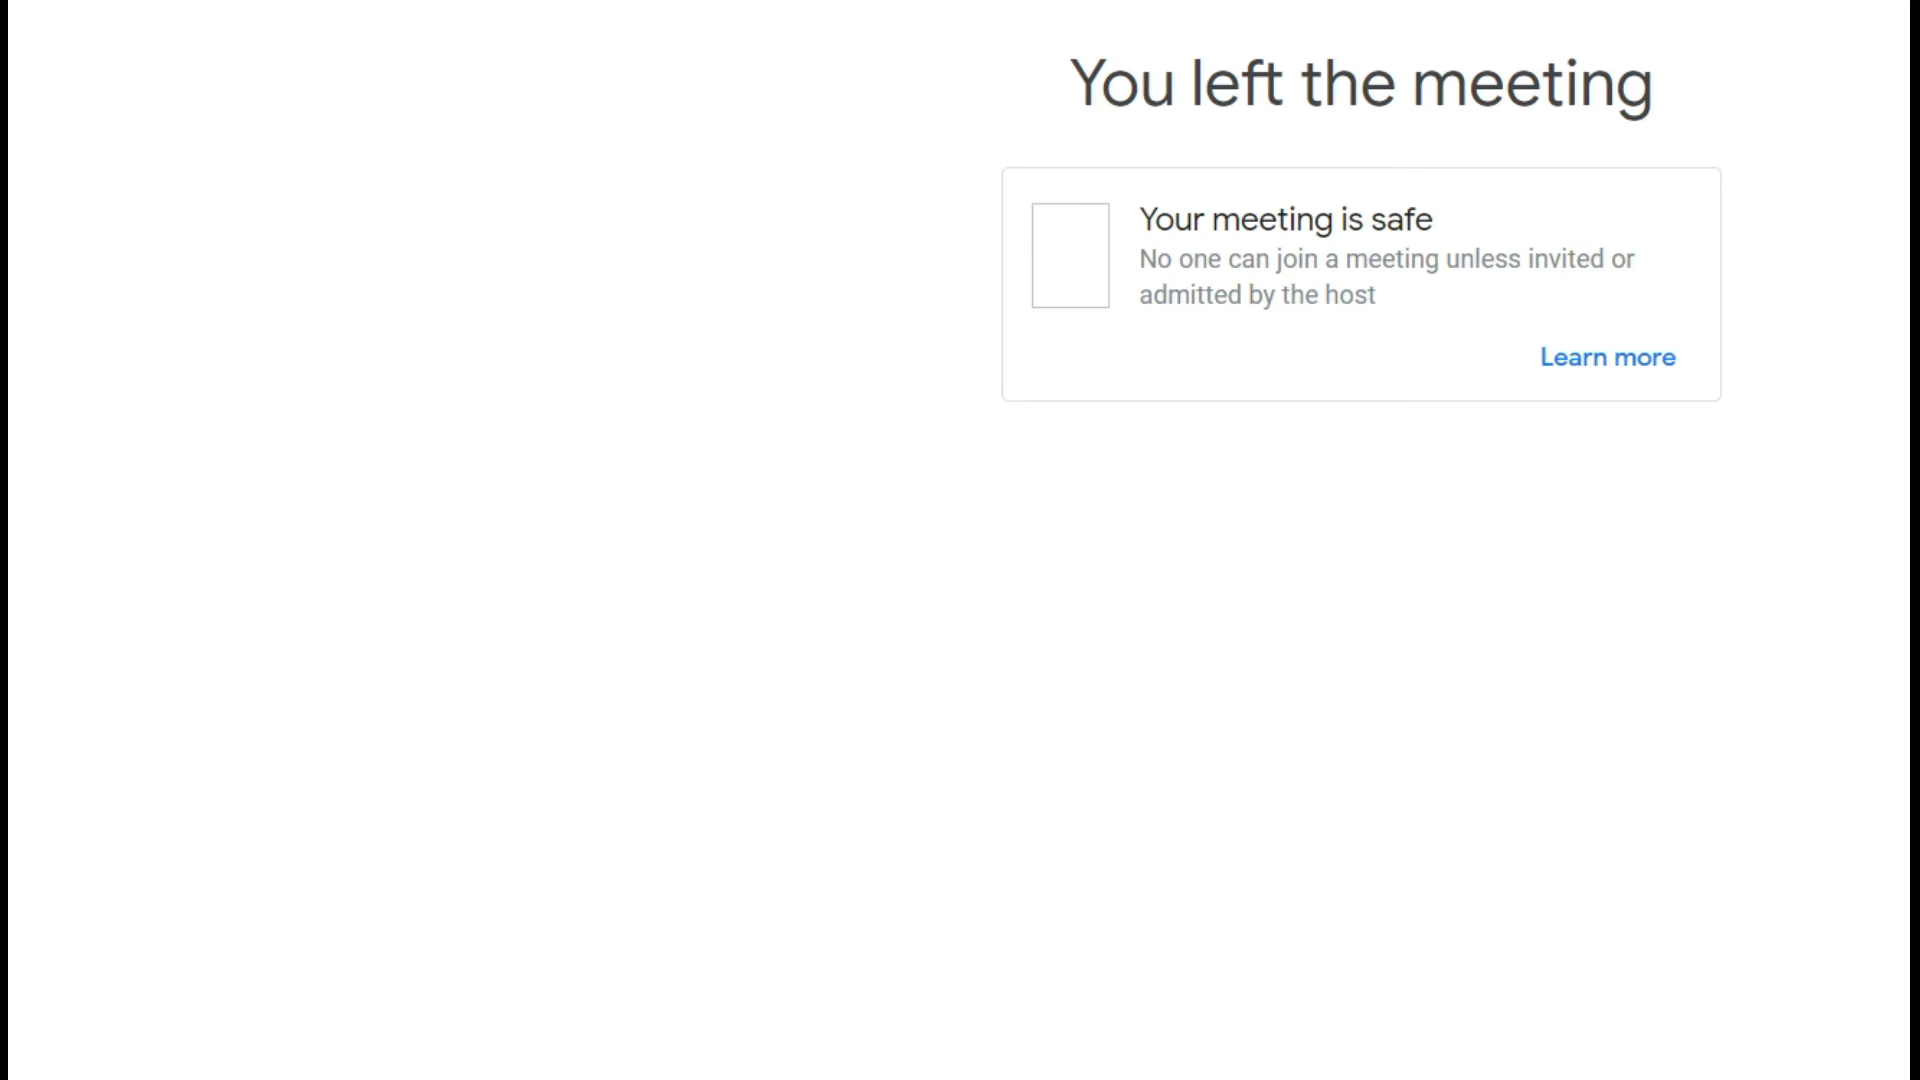 You left the meeting
Your meeting is safe
No one can join a meeting unless invited or
admitted by the host
Learn more